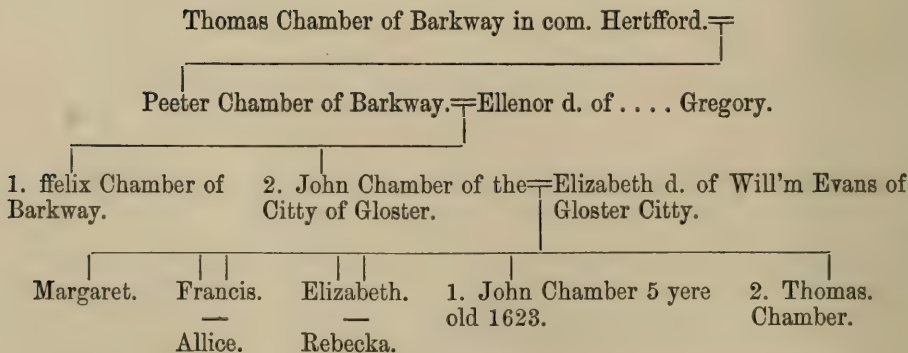 Thomas Chamber of Barkway in com. Hertfford.
Peeter Chamber of Barkway. Ellenor d. of .... Gregory.
1. ffelix Chamber of
Barkway.
2. John Chamber of the
Citty of Gloster.
Elizabeth d. of Will'm Evans of
Gloster Citty.
Margaret.
Francis.
—
Allice.
Elizabeth.
—
Rebecka.
1. John Chamber 5 yere
old 1623.
2. Thomas.
Chamber.